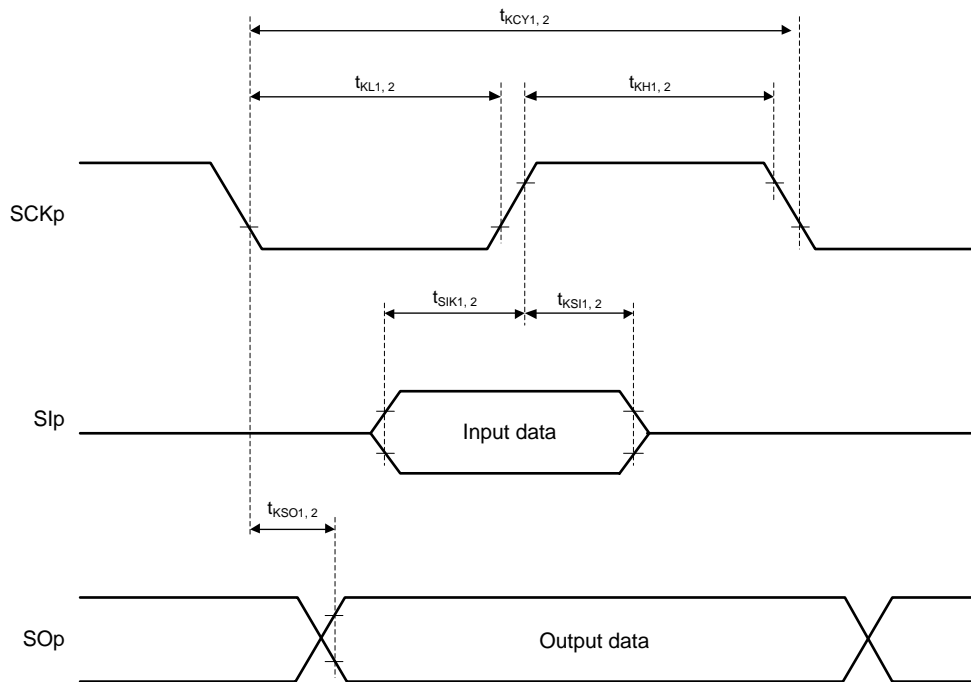 tKCY1, 2
tKL1, 2
tKH1, 2
SCKp
tSIK1, 2
tKSI1, 2
SIp
Input data
tKSO1, 2
SOp
Output data